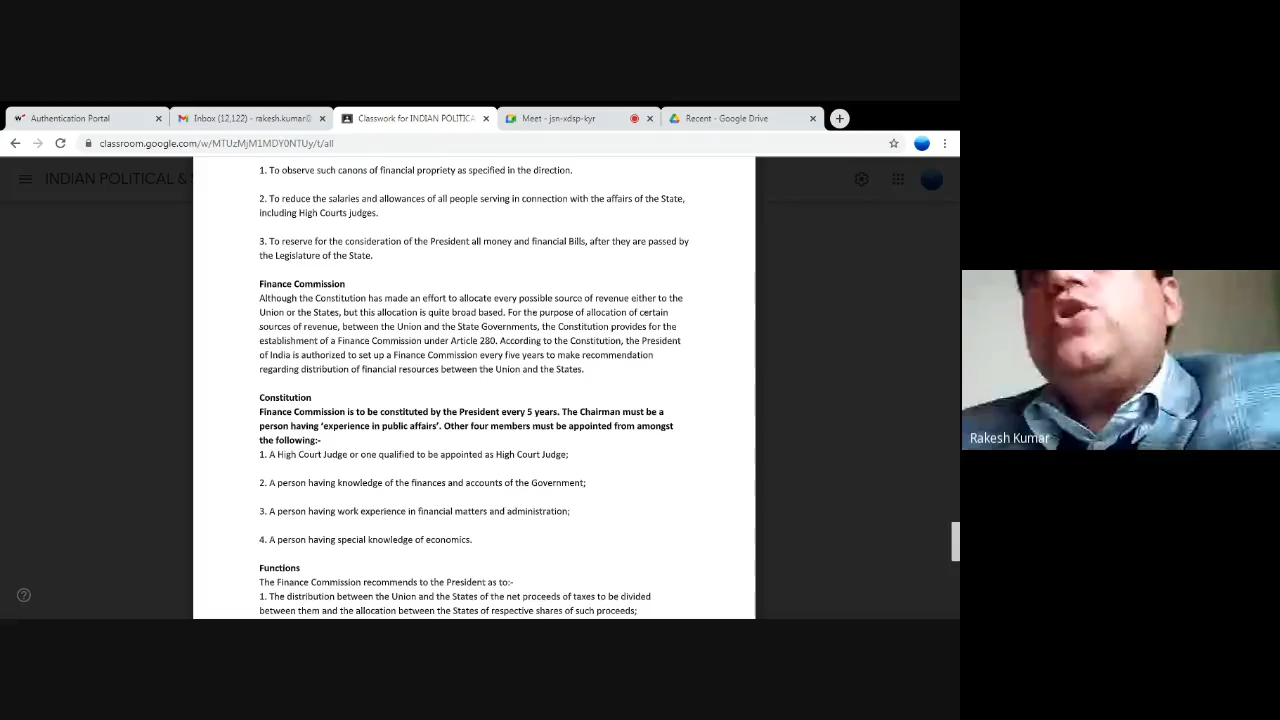 Authentication Portal
Inbox (12,122) - rakesh.kumar@
Classwork for INDIAN POLITICA
Meet - jsn-xdsp-kyr
Recent - Google Drive
classroom.google.com/w/MTUzMjM1MDY0NTUy/t/all
INDIAN POLITICAL &
1. To observe such canons of financial propriety as specified in the direction.
2. To reduce the salaries and allowances of all people serving in connection with the affairs of the State,
including High Courts judges.
3. To reserve for the consideration of the President all money and financial Bills, after they are passed by
the Legislature of the State.
Finance Commission
Although the Constitution has made an effort to allocate every possible source of revenue either to the
Union or the States, but this allocation is quite broad based. For the purpose of allocation of certain
sources of revenue, between the Union and the State Governments, the Constitution provides for the
establishment of a Finance Commission under Article 280. According to the Constitution, the President
of India is authorized to set up a Finance Commission every five years to make recommendation
regarding distribution of financial resources between the Union and the States.
Constitution
Finance Commission is to be constituted by the President every 5 years. The Chairman must be a
person having ‘experience in public affairs’. Other four members must be appointed from amongst
the following:-
1. A High Court Judge or one qualified to be appointed as High Court Judge;
2. A person having knowledge of the finances and accounts of the Government;
3. A person having work experience in financial matters and administration;
4. A person having special knowledge of economics.
Functions
The Finance Commission recommends to the President as to:-
1. The distribution between the Union and the States of the net proceeds of taxes to be divided
between them and the allocation between the States of respective shares of such proceeds;
Rakesh Kumar